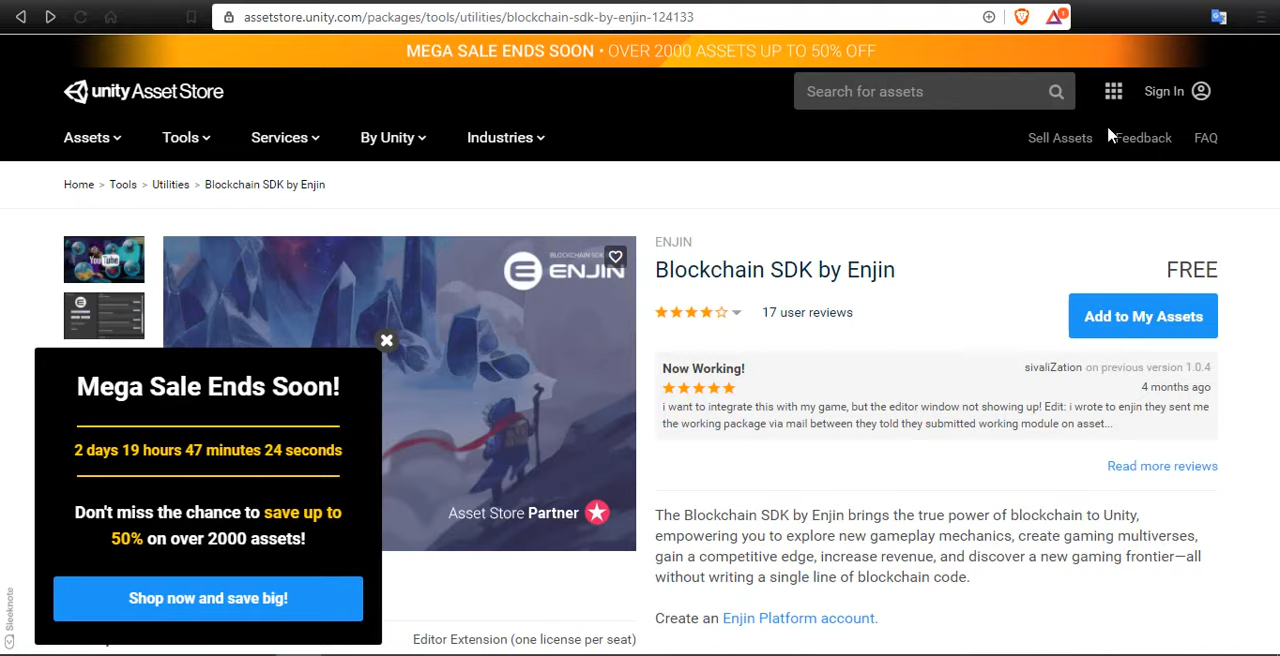 assetstore.unity.com/packages/tools/utilities/blockchain-sdk-by-enjin-124133
MEGA SALE ENDS SOON • OVER 2000 ASSETS UP TO 50% OFF
unity Asset Store
Search for assets
Sign In
Assets
Tools
Services
By Unity
Industries
Sell Assets
Feedback
FAQ
Home > Tools > Utilities > Blockchain SDK by Enjin
YouTube
BLOCKCHAIN SDK
ENJIN
Asset Store Partner
ENJIN
Blockchain SDK by Enjin
FREE
17 user reviews
Add to My Assets
Now Working!
sivaliZation on previous version 1.0.4
4 months ago
i want to integrate this with my game, but the editor window not showing up! Edit: i wrote to enjin they sent me
the working package via mail between they told they submitted working module on asset...
Read more reviews
The Blockchain SDK by Enjin brings the true power of blockchain to Unity,
empowering you to explore new gameplay mechanics, create gaming multiverses,
gain a competitive edge, increase revenue, and discover a new gaming frontier—all
without writing a single line of blockchain code.
Create an Enjin Platform account.
Mega Sale Ends Soon!
2 days 19 hours 47 minutes 24 seconds
Don't miss the chance to save up to
50% on over 2000 assets!
Shop now and save big!
Sleeknote
Editor Extension (one license per seat)